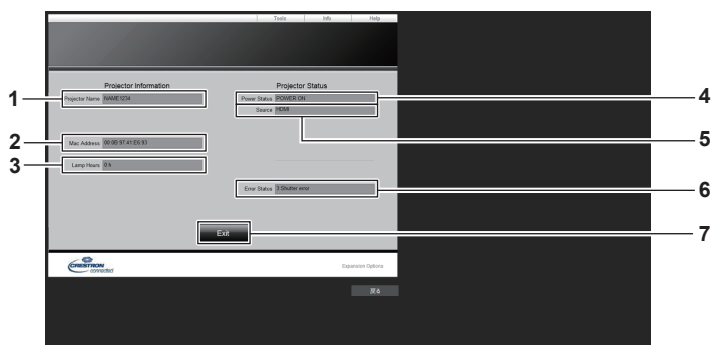 Tools Info Help
Projector Information Projector Status
1 Projector Name NAME1234 Power Status POWER ON 4
Source HDMI 5
2 Mac Address 00:0B:97:41:E6:93
3 Lamp Hours 0 h
Error Status 3:Shutter error 6
Exit 7
CRESTRON
connected
Expansion Options
戻る